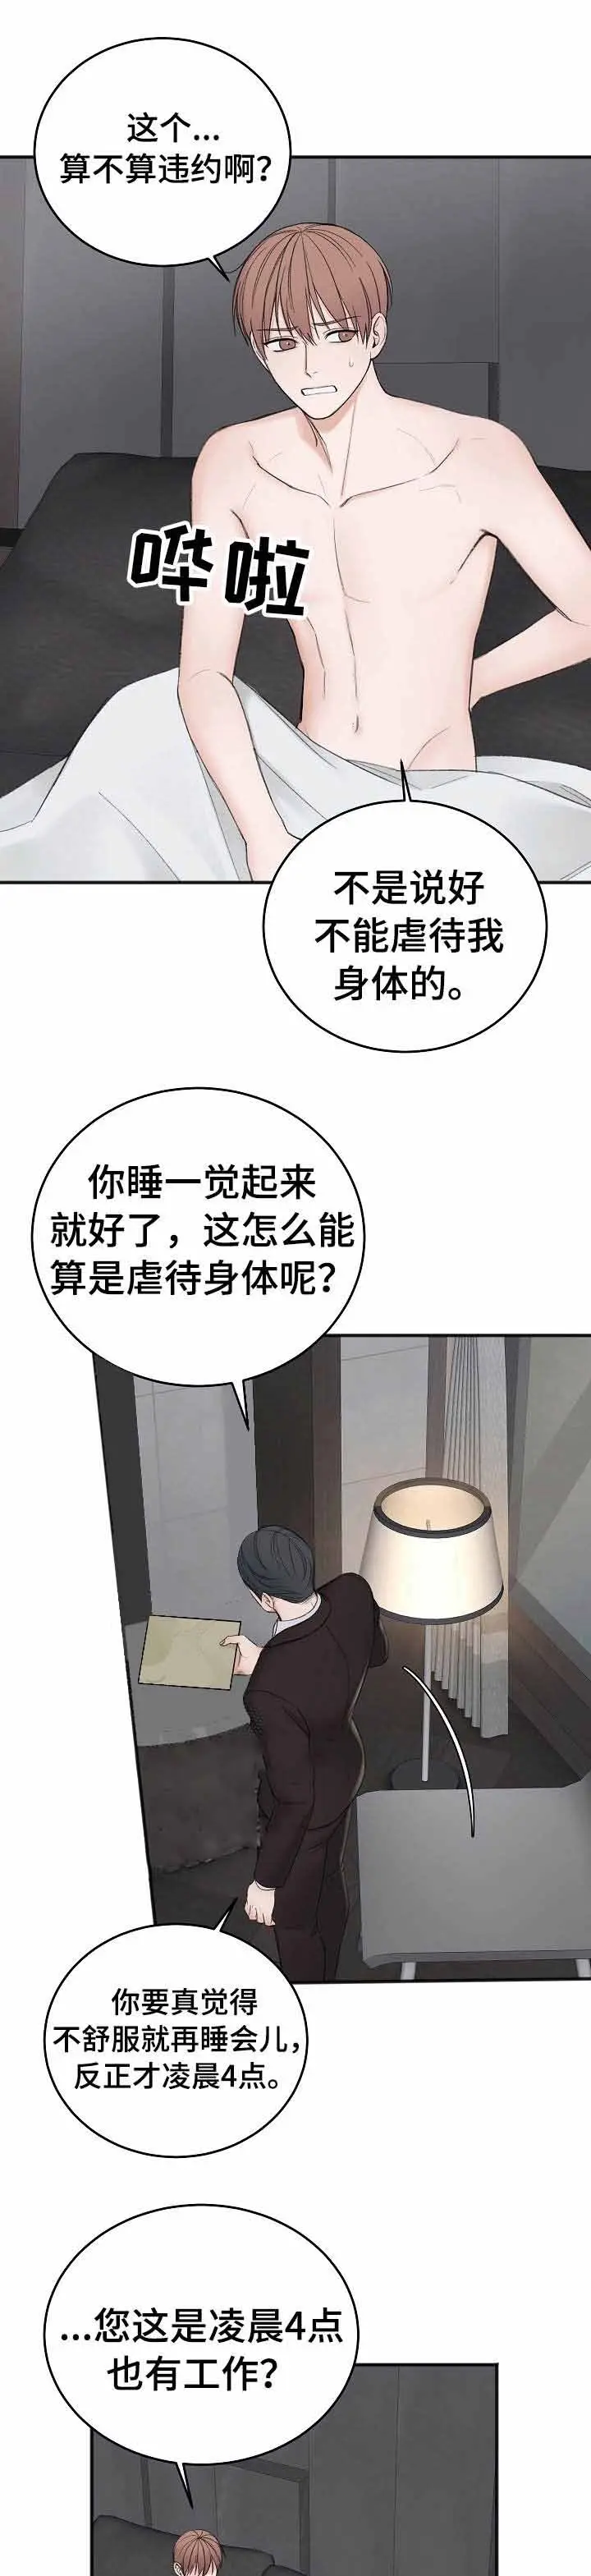 这个...
算不算违约啊？
哗啦
不是说好
不能虐待我
身体的。
你睡一觉起来
就好了，这怎么能
算是虐待身体呢？
你要真觉得
不舒服就再睡会儿，
反正才凌晨4点。
...您这是凌晨4点
也有工作？